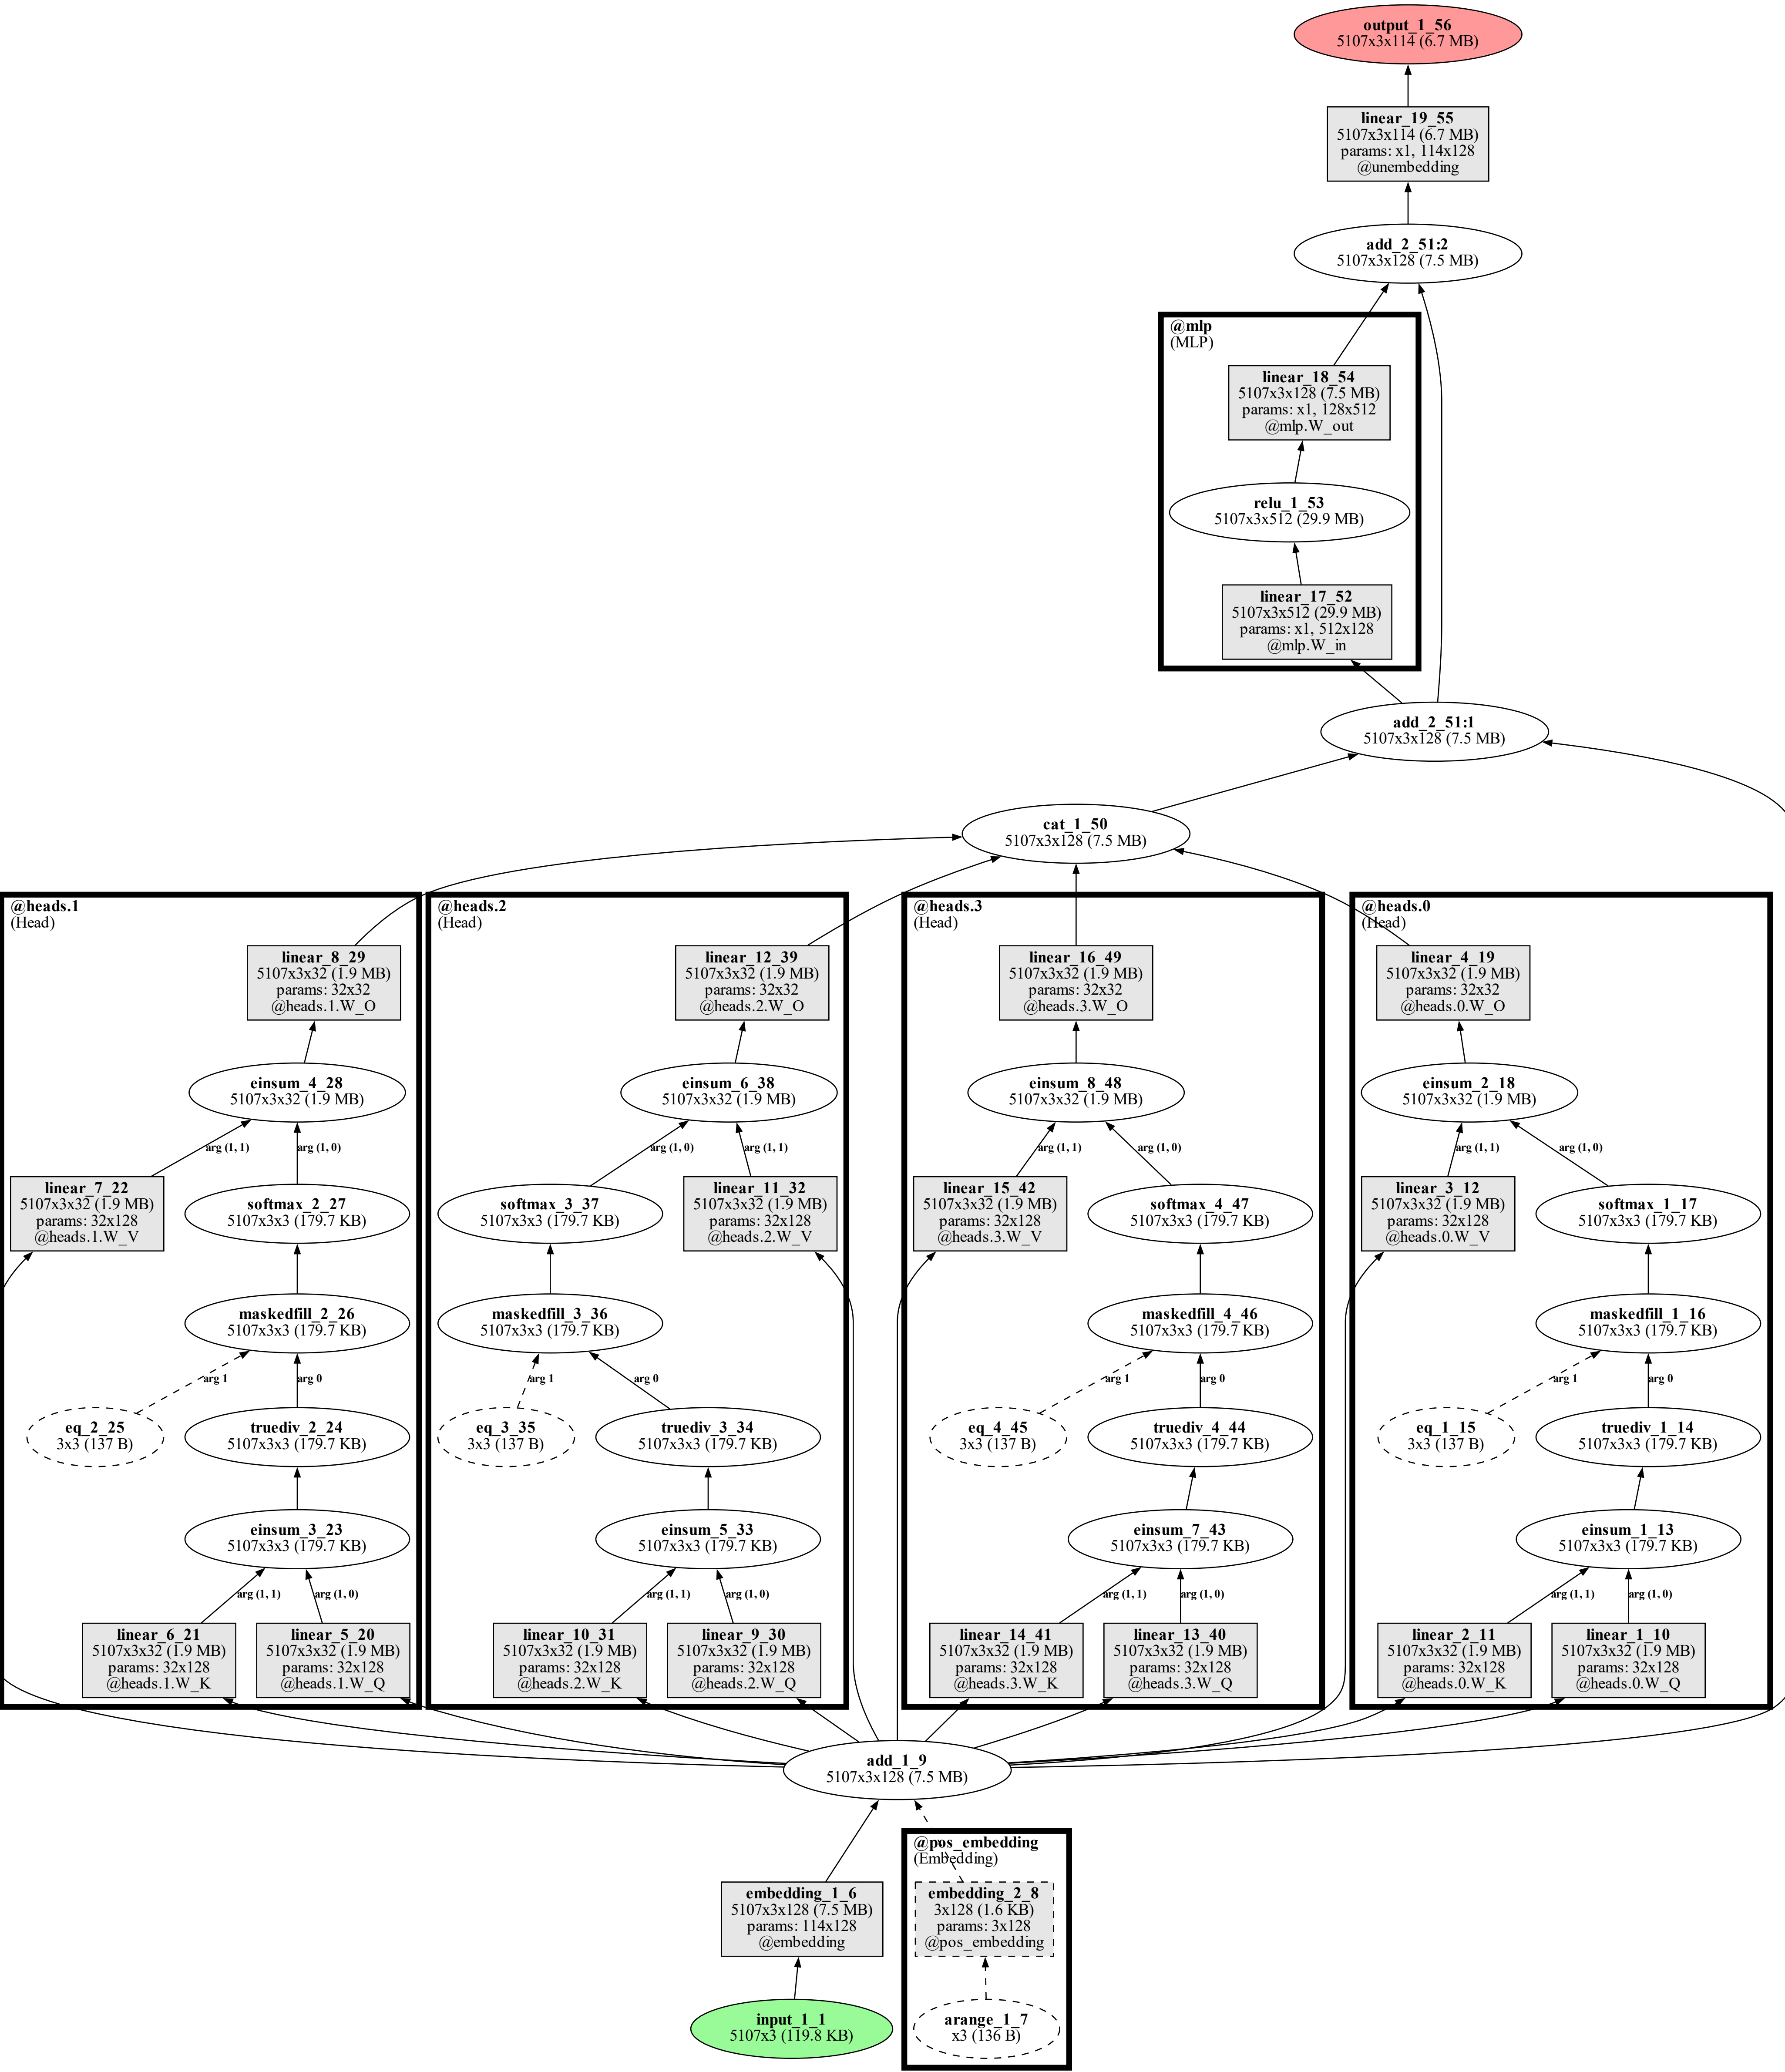 output_1_56
5107x3x114 (6.7 MB)
linear_19_55
5107x3x114 (6.7 MB)
params: x1, 114x128
@unembedding
add_2_51:2
5107x3x128 (7.5 MB)
@mlp
(MLP)
linear_18_54
5107x3x128 (7.5 MB)
params: x1, 128x512
@mlp.W_out
relu_1_53
5107x3x512 (29.9 MB)
linear_17_52
5107x3x512 (29.9 MB)
params: x1, 512x128
@mlp.W_in
add_2_51:1
5107x3x128 (7.5 MB)
cat_1_50
5107x3x128 (7.5 MB)
@heads.1
(Head)
linear_8_29
5107x3x32 (1.9 MB)
params: 32x32
@heads.1.W_O
einsum_4_28
5107x3x32 (1.9 MB)
arg (1, 1)
arg (1, 0)
linear_7_22
5107x3x32 (1.9 MB)
params: 32x128
@heads.1.W_V
softmax_2_27
5107x3x3 (179.7 KB)
maskedfill_2_26
5107x3x3 (179.7 KB)
arg 1
arg 0
eq_2_25
3x3 (137 B)
truediv_2_24
5107x3x3 (179.7 KB)
einsum_3_23
5107x3x3 (179.7 KB)
arg (1, 1)
arg (1, 0)
linear_6_21
5107x3x32 (1.9 MB)
params: 32x128
@heads.1.W_K
linear_5_20
5107x3x32 (1.9 MB)
params: 32x128
@heads.1.W_Q
@heads.2
(Head)
linear_12_39
5107x3x32 (1.9 MB)
params: 32x32
@heads.2.W_O
einsum_6_38
5107x3x32 (1.9 MB)
arg (1, 0)
arg (1, 1)
softmax_3_37
5107x3x3 (179.7 KB)
linear_11_32
5107x3x32 (1.9 MB)
params: 32x128
@heads.2.W_V
maskedfill_3_36
5107x3x3 (179.7 KB)
arg 1
arg 0
eq_3_35
3x3 (137 B)
truediv_3_34
5107x3x3 (179.7 KB)
einsum_5_33
5107x3x3 (179.7 KB)
arg (1, 1)
arg (1, 0)
linear_10_31
5107x3x32 (1.9 MB)
params: 32x128
@heads.2.W_K
linear_9_30
5107x3x32 (1.9 MB)
params: 32x128
@heads.2.W_Q
@heads.3
(Head)
linear_16_49
5107x3x32 (1.9 MB)
params: 32x32
@heads.3.W_O
einsum_8_48
5107x3x32 (1.9 MB)
arg (1, 1)
arg (1, 0)
linear_15_42
5107x3x32 (1.9 MB)
params: 32x128
@heads.3.W_V
softmax_4_47
5107x3x3 (179.7 KB)
maskedfill_4_46
5107x3x3 (179.7 KB)
arg 1
arg 0
eq_4_45
3x3 (137 B)
truediv_4_44
5107x3x3 (179.7 KB)
einsum_7_43
5107x3x3 (179.7 KB)
arg (1, 1)
arg (1, 0)
linear_14_41
5107x3x32 (1.9 MB)
params: 32x128
@heads.3.W_K
linear_13_40
5107x3x32 (1.9 MB)
params: 32x128
@heads.3.W_Q
@heads.0
(Head)
linear_4_19
5107x3x32 (1.9 MB)
params: 32x32
@heads.0.W_O
einsum_2_18
5107x3x32 (1.9 MB)
arg (1, 1)
arg (1, 0)
linear_3_12
5107x3x32 (1.9 MB)
params: 32x128
@heads.0.W_V
softmax_1_17
5107x3x3 (179.7 KB)
maskedfill_1_16
5107x3x3 (179.7 KB)
arg 1
arg 0
eq_1_15
3x3 (137 B)
truediv_1_14
5107x3x3 (179.7 KB)
einsum_1_13
5107x3x3 (179.7 KB)
arg (1, 1)
arg (1, 0)
linear_2_11
5107x3x32 (1.9 MB)
params: 32x128
@heads.0.W_K
linear_1_10
5107x3x32 (1.9 MB)
params: 32x128
@heads.0.W_Q
add_1_9
5107x3x128 (7.5 MB)
embedding_1_6
5107x3x128 (7.5 MB)
params: 114x128
@embedding
@pos_embedding
(Embedding)
embedding_2_8
3x128 (1.6 KB)
params: 3x128
@pos_embedding
input_1_1
5107x3 (119.8 KB)
arange_1_7
x3 (136 B)